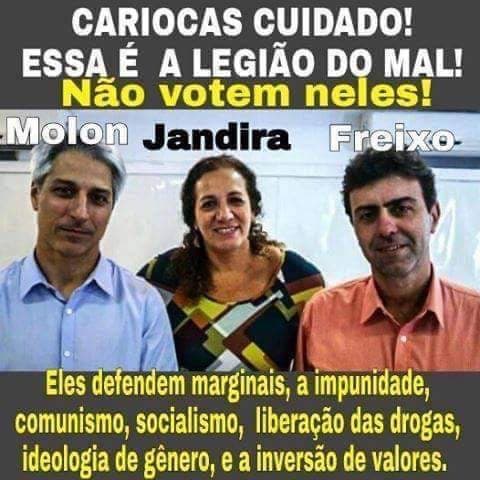 CARIOCAS CUIDADO!
ESSA É A LEGIÃO DO MAL!
Não votem neles!
Molon Jandira Freixo
Eles defendem marginais, a impunidade,
comunismo, socialismo, liberação das drogas,
ideologia de gênero, e a inversão de valores.